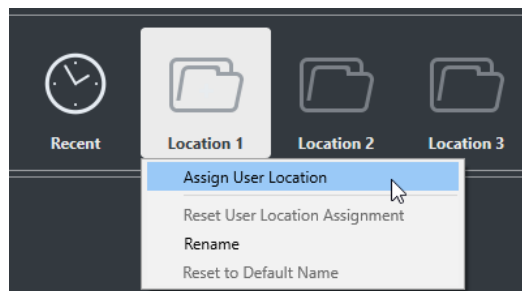 Recent
Location 1
Location 2
Location 3
Assign User Location
Reset User Location Assignment
Rename
Reset to Default Name